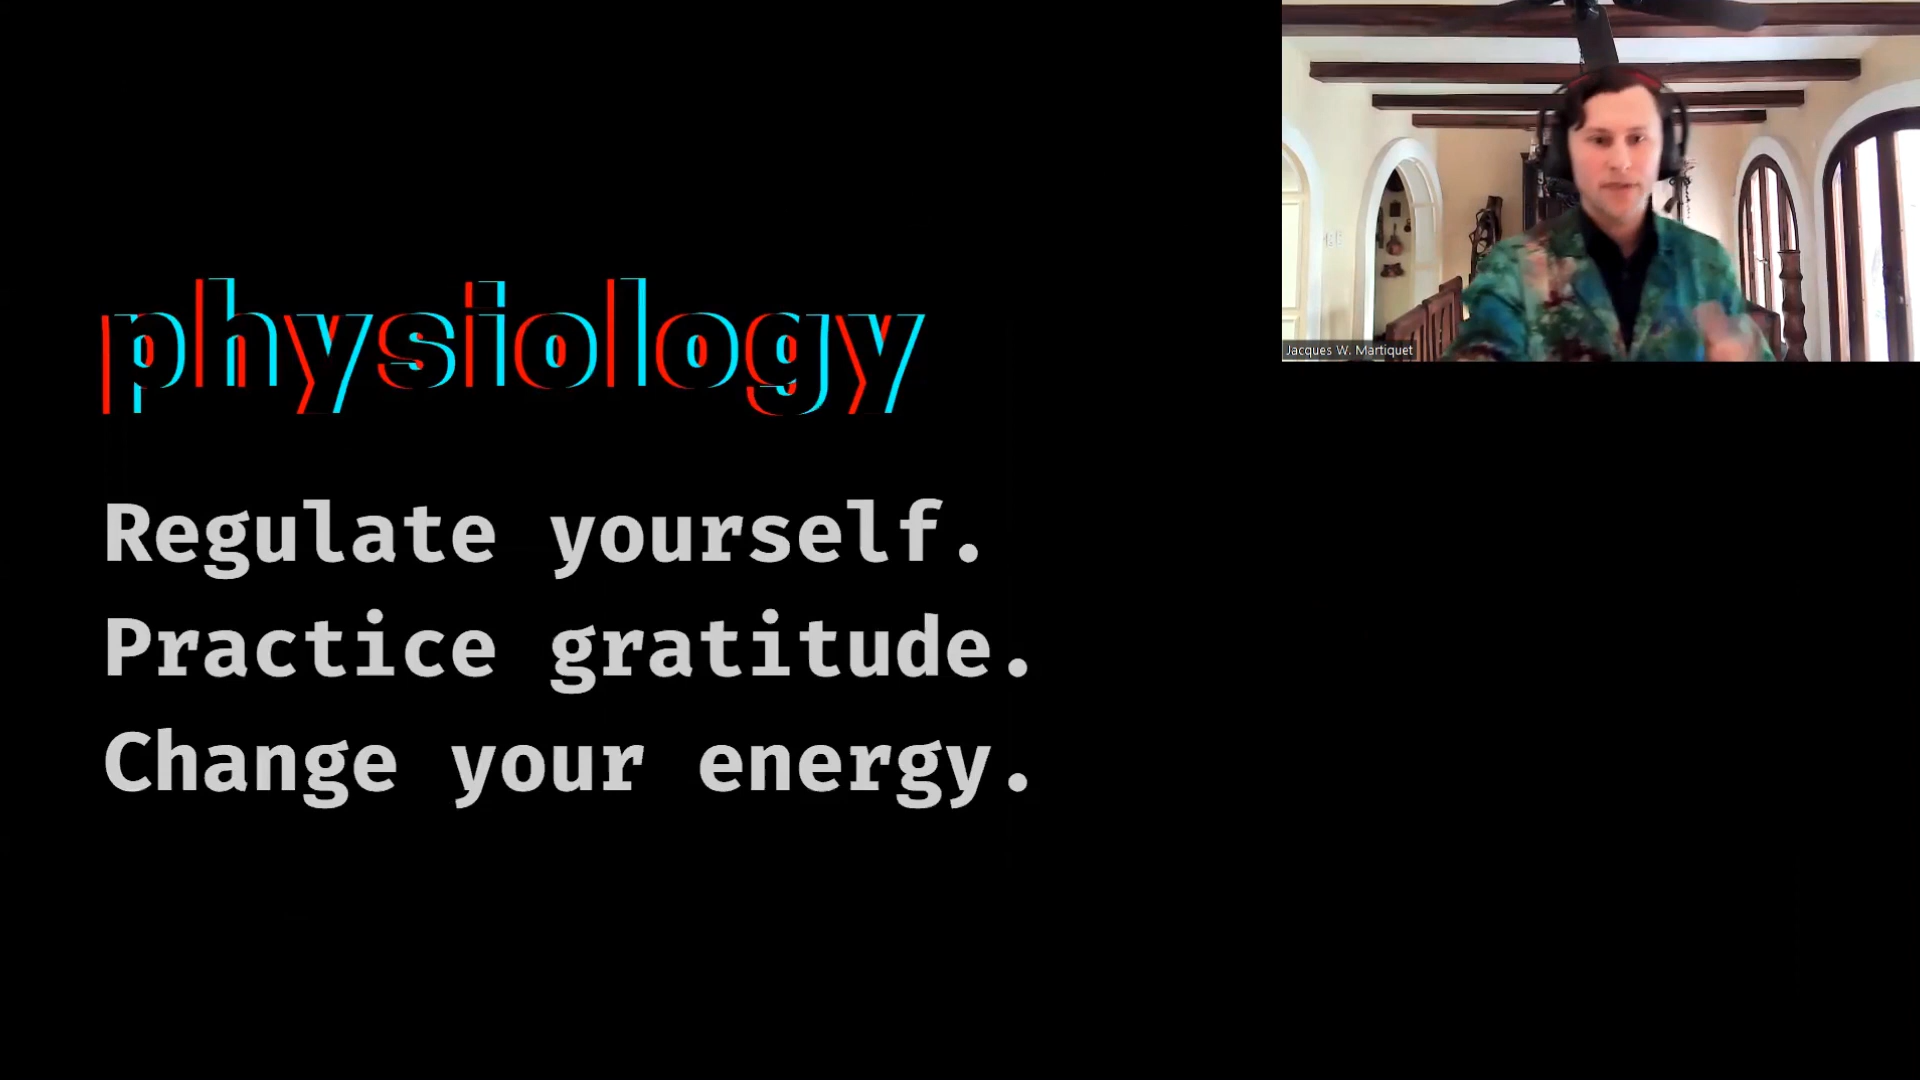 physiology
Regulate yourself.
Practice gratitude.
Change your energy.
Jacques W. Martiquet